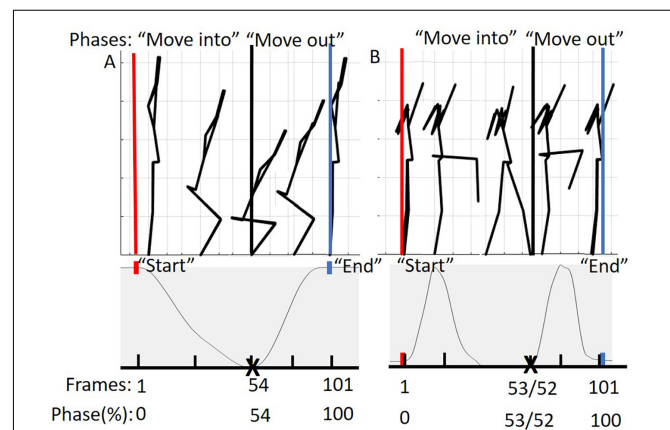 Phases: “Move into” “Move out”
“Move into” “Move out”
A
B
“Start”
“End”
“Start”
“End”
X
X
Frames: 1 54 101
1 53/52 101
Phase(%): 0 54 100
0 53/52 100